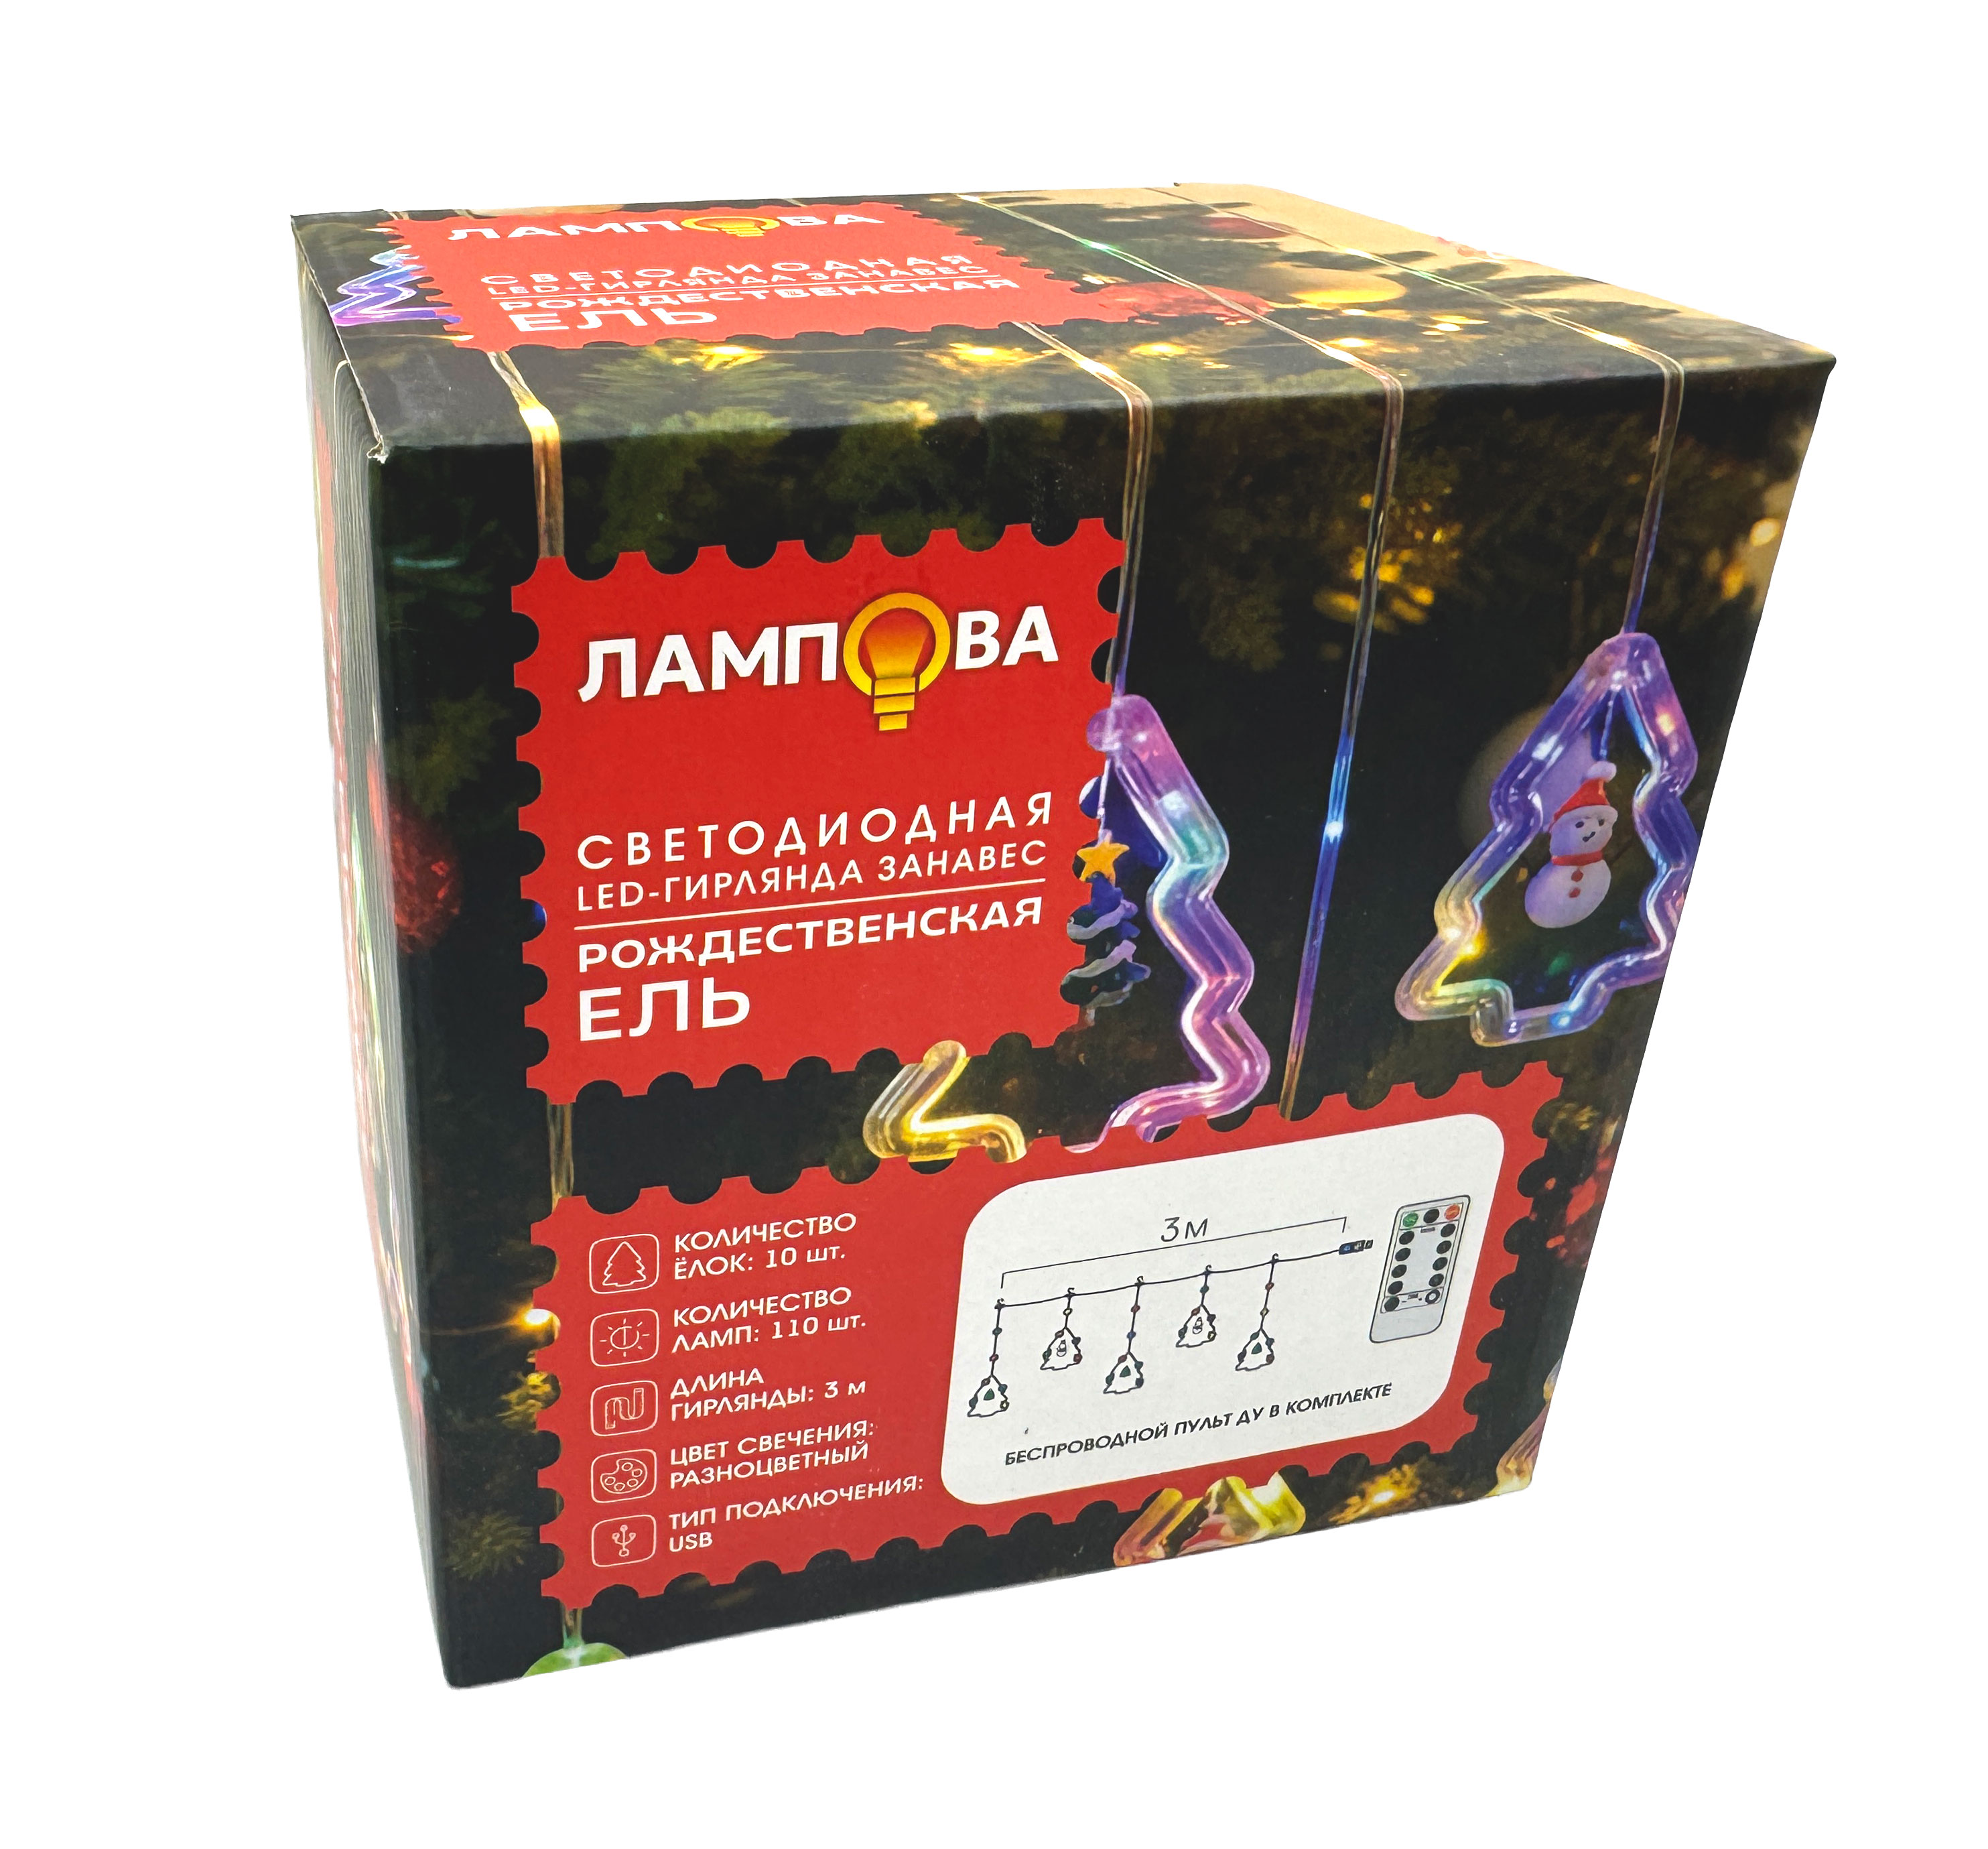 ЛАМПОВА
СВЕТОДИОДНАЯ
LED-ГИРЛЯНДА ЗАНАВЕС
РОЖДЕСТВЕНСКАЯ
ЕЛЬ
ЛАМПОВА
СВЕТОДИОДНАЯ
LED-ГИРЛЯНДА ЗАНАВЕС
РОЖДЕСТВЕНСКАЯ
ЕЛЬ
КОЛИЧЕСТВО
ЁЛОК: 10 шт.
КОЛИЧЕСТВО
ЛАМП: 110 шт.
ДЛИНА
ГИРЛЯНДЫ: 3 м
ЦВЕТ СВЕЧЕНИЯ:
РАЗНОЦВЕТНЫЙ
ТИП ПОДКЛЮЧЕНИЯ:
USB
3М
БЕСПРОВОДНОЙ ПУЛЬТ ДУ В КОМПЛЕКТЕ